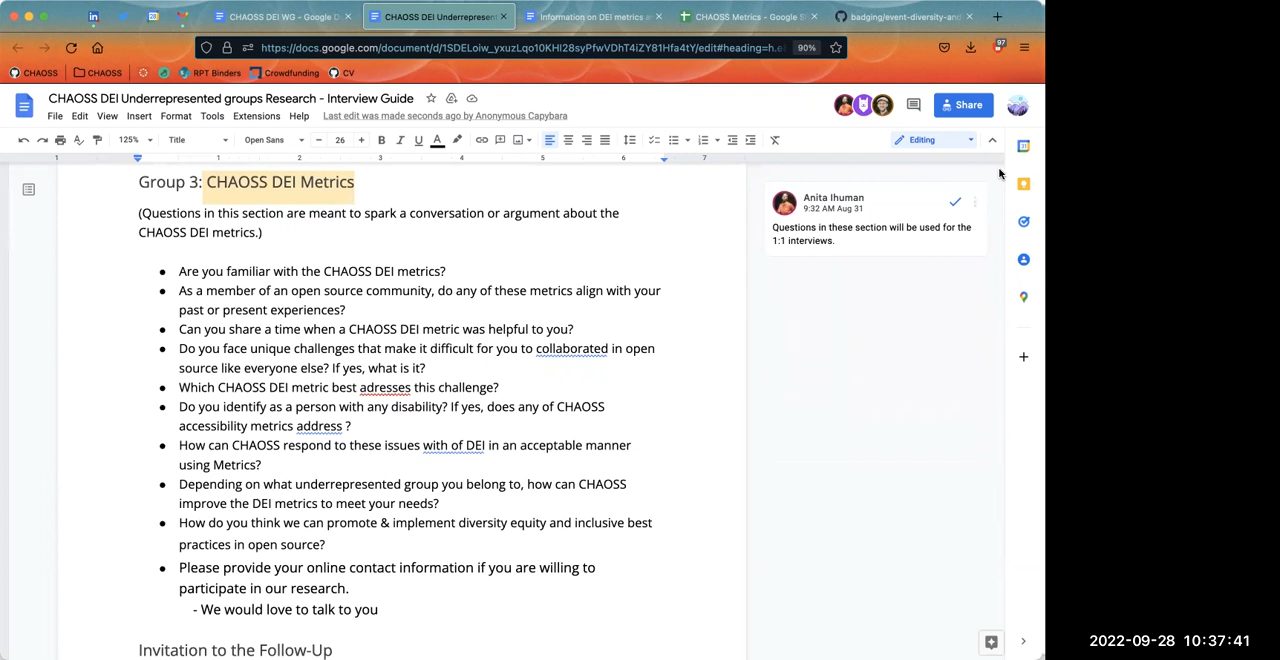 CHAOSS DEI WG - Google D
CHAOSS DEI Underrepresen
Information on DEI metrics a
CHAOSS Metrics - Google S
badging/event-diversity-and
https://docs.google.com/document/d/1SDELoiw_yxuzLqo10KHI28syPfwVDhT4iZY81Hfa4tY/edit#heading=h.e
90%
97
CHAOSS
CHAOSS
RPT Binders
Crowdfunding
CV
CHAOSS DEI Underrepresented groups Research - Interview Guide
File Edit View Insert Format Tools Extensions Help Last edit was made seconds ago by Anonymous Capybara
Share
125% Title Open Sans 26 Editing
1 1 2 3 4 5 6 7
Group 3: CHAOSS DEI Metrics
(Questions in this section are meant to spark a conversation or argument about the
CHAOSS DEI metrics.)
● Are you familiar with the CHAOSS DEI metrics?
● As a member of an open source community, do any of these metrics align with your
past or present experiences?
● Can you share a time when a CHAOSS DEI metric was helpful to you?
● Do you face unique challenges that make it difficult for you to collaborated in open
source like everyone else? If yes, what is it?
● Which CHAOSS DEI metric best adresses this challenge?
● Do you identify as a person with any disability? If yes, does any of CHAOSS
accessibility metrics address ?
● How can CHAOSS respond to these issues with of DEI in an acceptable manner
using Metrics?
● Depending on what underrepresented group you belong to, how can CHAOSS
improve the DEI metrics to meet your needs?
● How do you think we can promote & implement diversity equity and inclusive best
practices in open source?
● Please provide your online contact information if you are willing to
participate in our research.
- We would love to talk to you
Invitation to the Follow-Up
Anita Ihuman
9:32 AM Aug 31
Questions in these section will be used for the
1:1 interviews.
2022-09-28 10:37:41